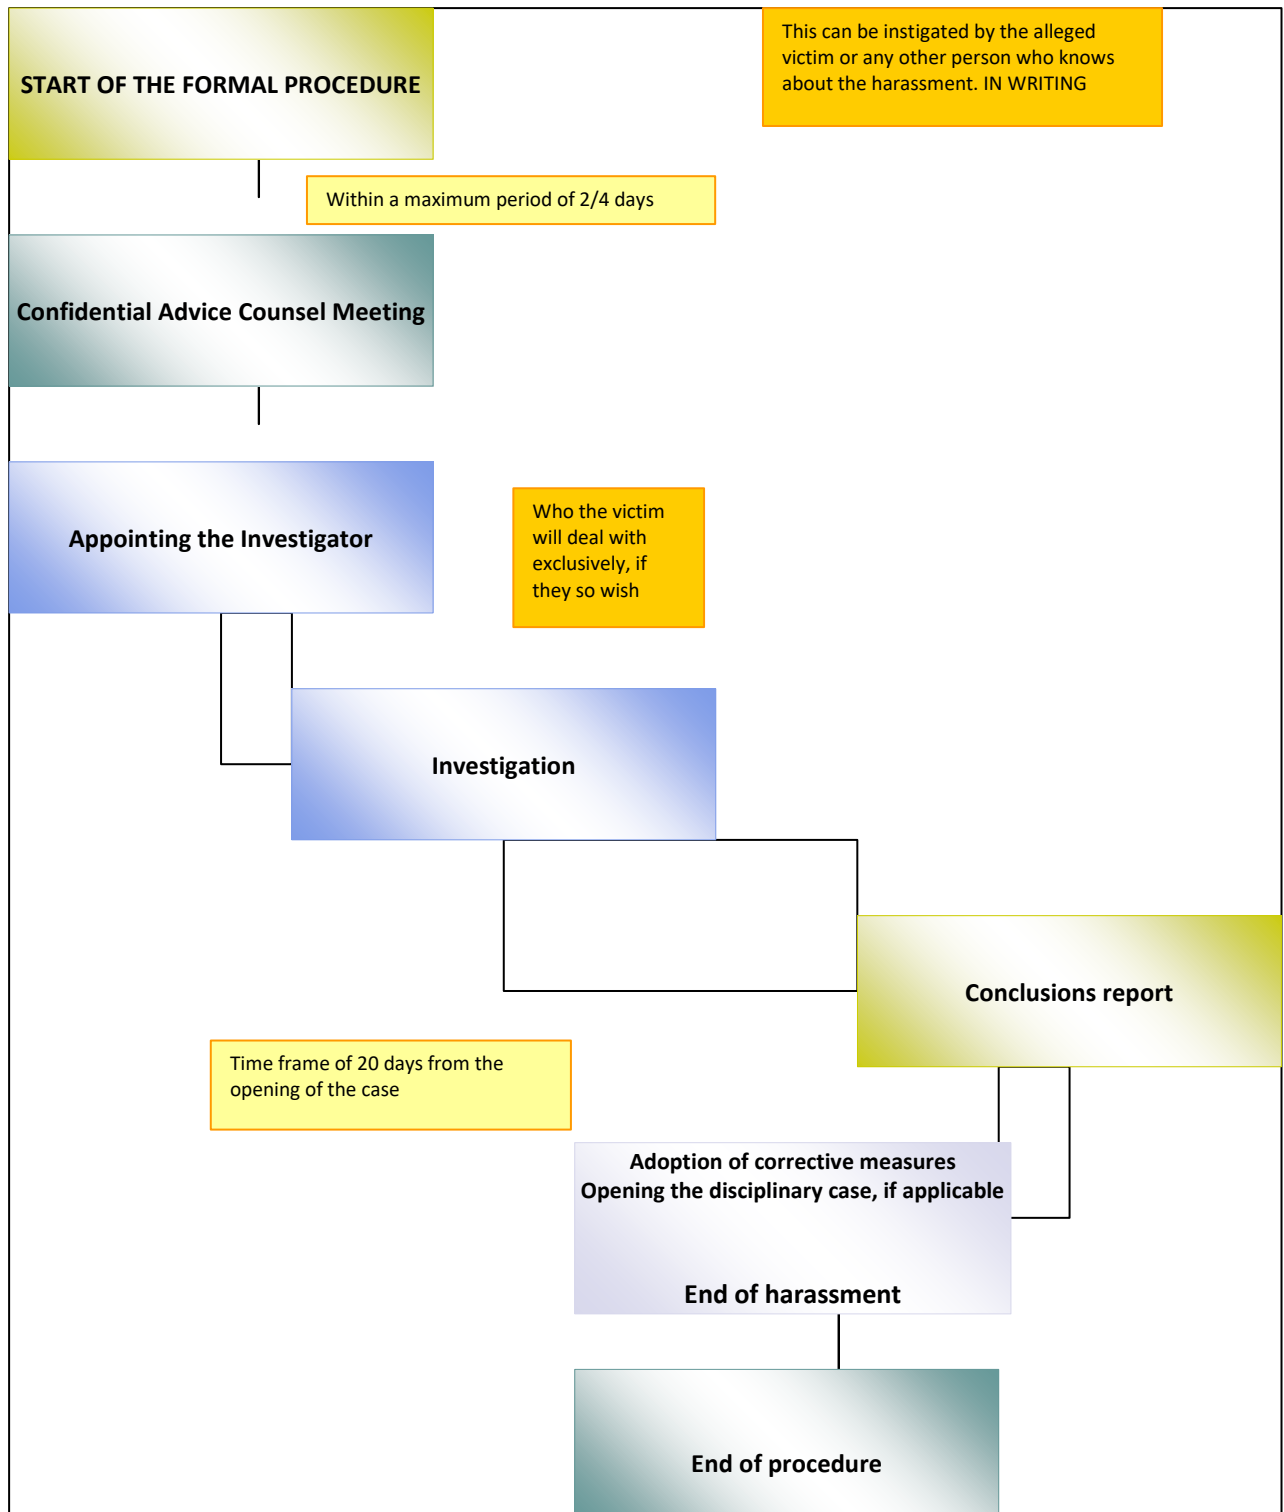 START OF THE FORMAL PROCEDURE
This can be instigated by the alleged
victim or any other person who knows
about the harassment. IN WRITING
Within a maximum period of 2/4 days
Confidential Advice Counsel Meeting
Appointing the Investigator
Who the victim
will deal with
exclusively, if
they so wish
Investigation
Conclusions report
Time frame of 20 days from the
opening of the case
Adoption of corrective measures
Opening the disciplinary case, if applicable
End of harassment
End of procedure